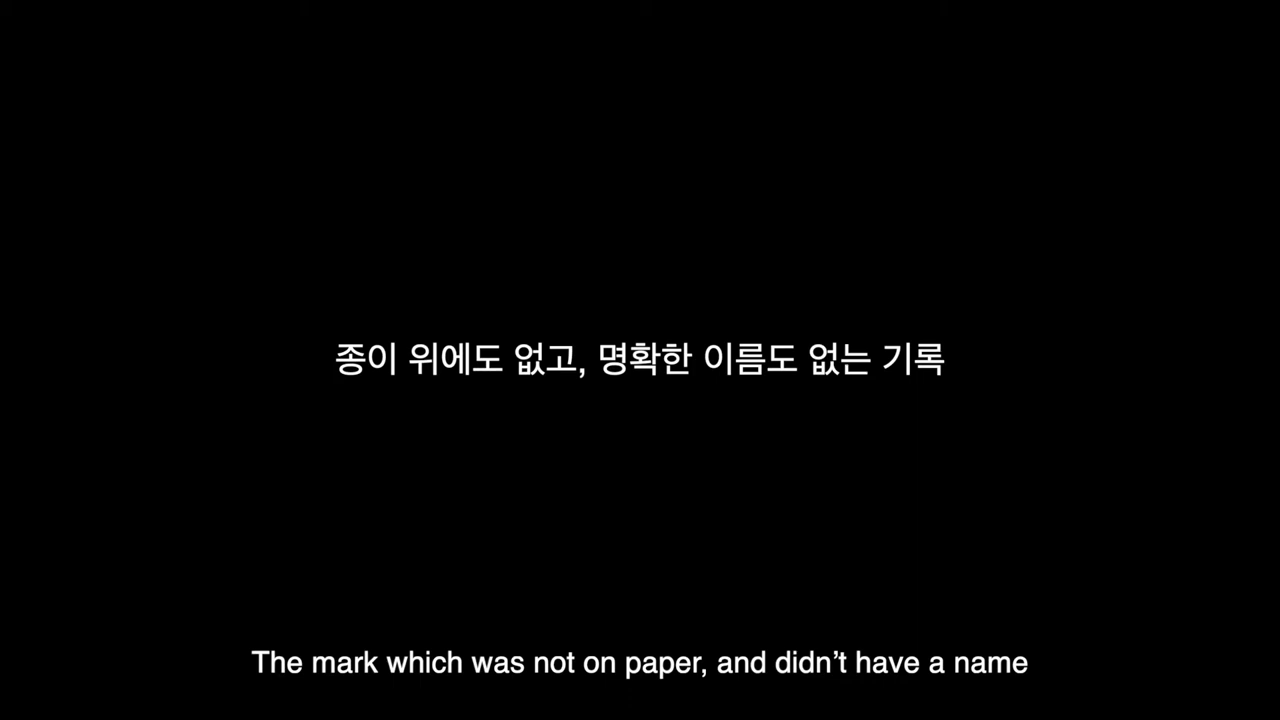 종이 위에도 없고, 명확한 이름도 없는 기록
The mark which was not on paper, and didn’t have a name